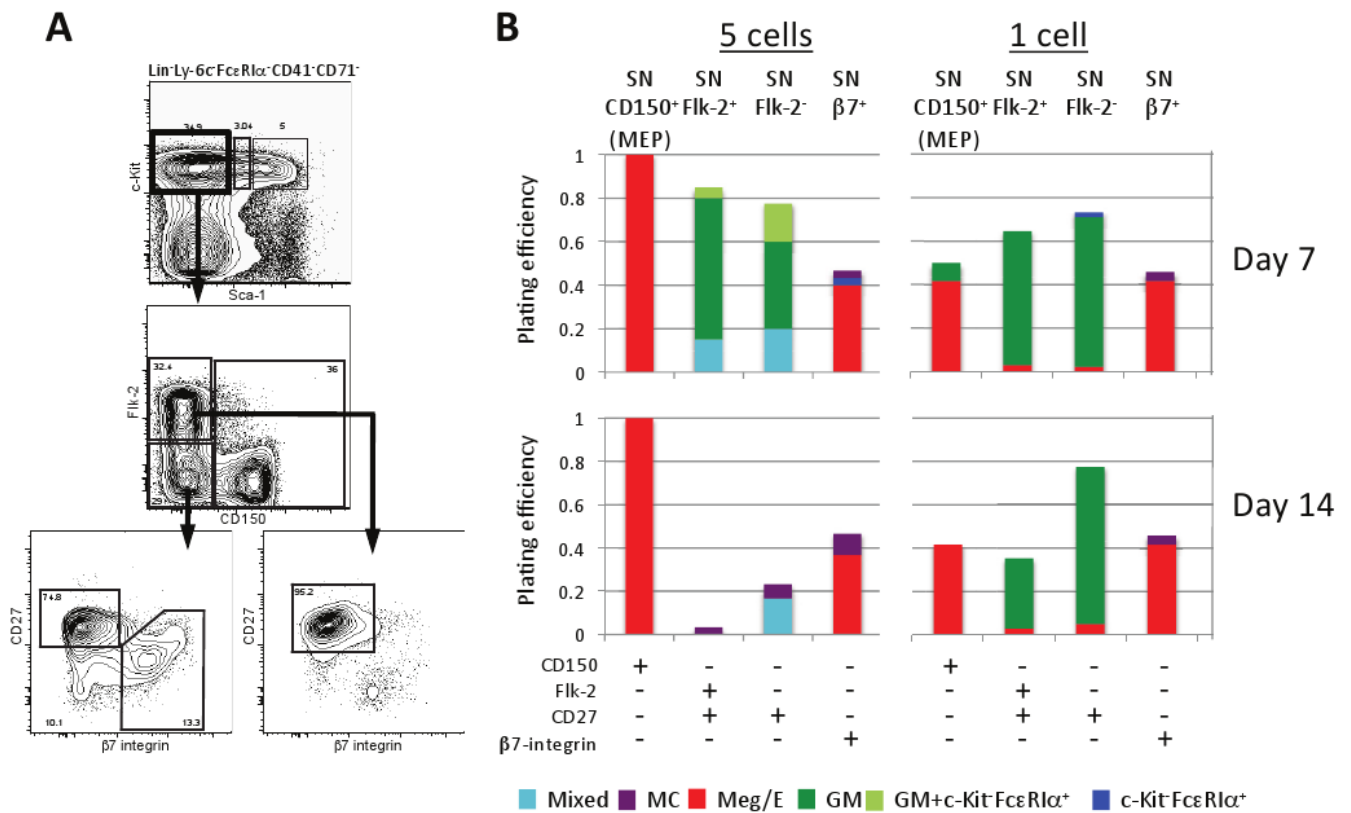 A
Lin⁻Ly-6c⁻FcεRIα⁻CD41⁻CD71⁻
34.9 3.04 5
c-Kit
Sca-1
32.4 36
Flk-2
29
CD150
74.8
CD27
10.1 13.3
β7 integrin
95.2
CD27
β7 integrin
B
5 cells 1 cell
SN SN SN SN SN SN SN SN
CD150⁺ Flk-2⁺ Flk-2⁻ β7⁺ CD150⁺ Flk-2⁺ Flk-2⁻ β7⁺
(MEP) (MEP)
Plating efficiency
1
0.8
0.6
0.4
0.2
0
Day 7
Plating efficiency
1
0.8
0.6
0.4
0.2
0
Day 14
CD150 + - - - + - - -
Flk-2 - + - - - + - -
CD27 - + + - - + + -
β7-integrin - - - + - - - +
Mixed MC Meg/E GM GM+c-Kit⁻FcεRIα⁺ c-Kit⁻FcεRIα⁺